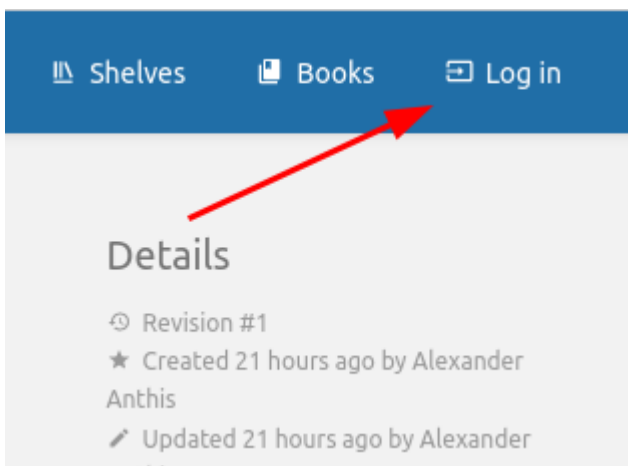 Shelves Books Log in
Details
Revision #1
Created 21 hours ago by Alexander
Anthis
Updated 21 hours ago by Alexander